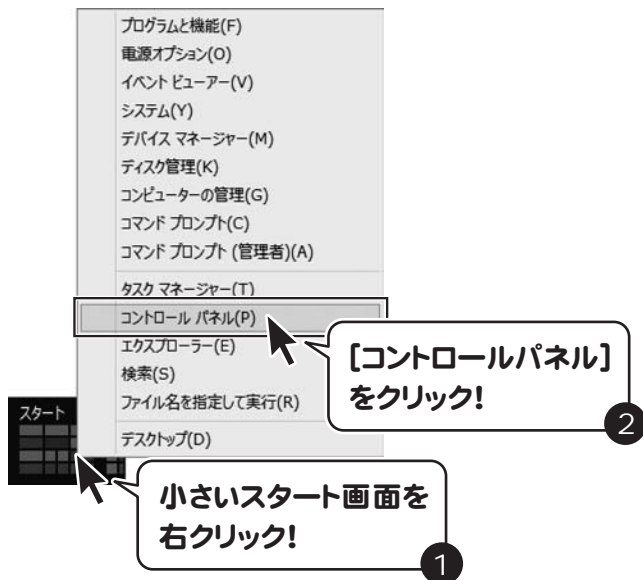 プログラムと機能(F)
電源オプション(O)
イベント ビューアー(V)
システム(Y)
デバイス マネージャー(M)
ディスク管理(K)
コンピューターの管理(G)
コマンド プロンプト(C)
コマンド プロンプト (管理者)(A)
タスク マネージャー(T)
コントロール パネル(P)
エクスプローラー(E)
検索(S)
ファイル名を指定して実行(R)
デスクトップ(D)
[コントロールパネル]
をクリック!
2
スタート
小さいスタート画面を
右クリック!
1